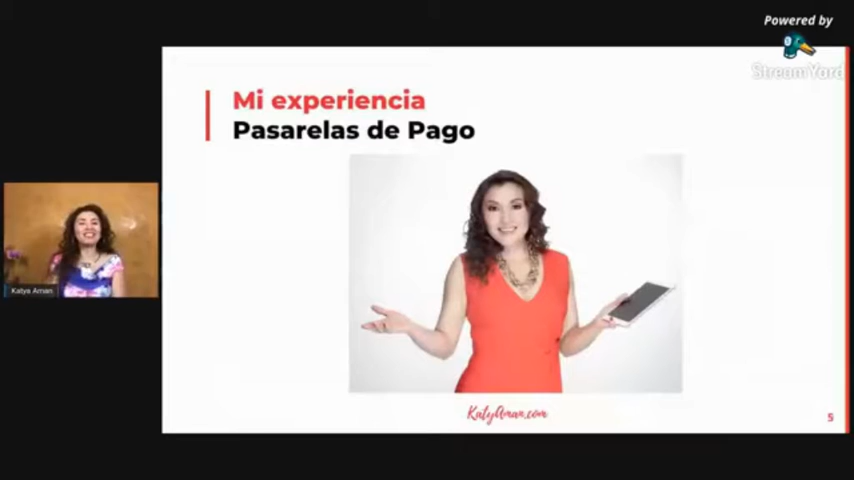 Powered by
StreamYard
Mi experiencia
Pasarelas de Pago
Katya Aman
KatyAman.com
5